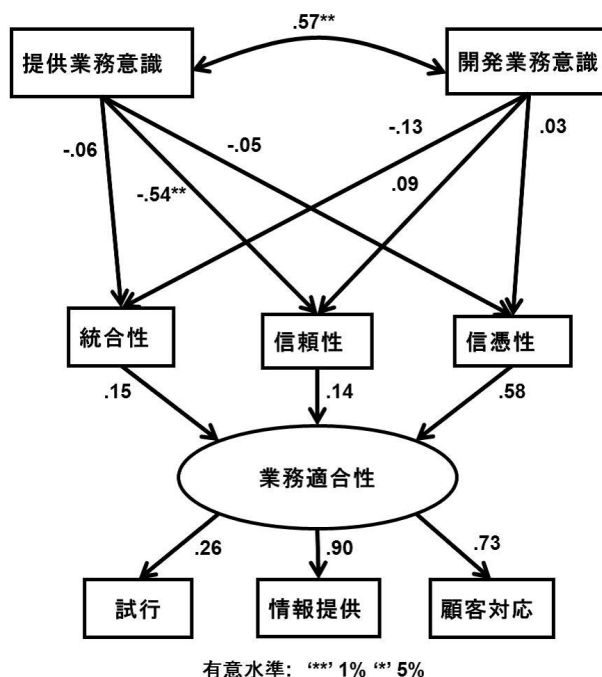 .57**
提供業務意識
開発業務意識
-.06
-.05
-.13
.03
-.54**
.09
統合性
信頼性
信憑性
.15
.14
.58
業務適合性
.26
.90
.73
試行
情報提供
顧客対応
有意水準: ‘**’ 1% ‘*’ 5%